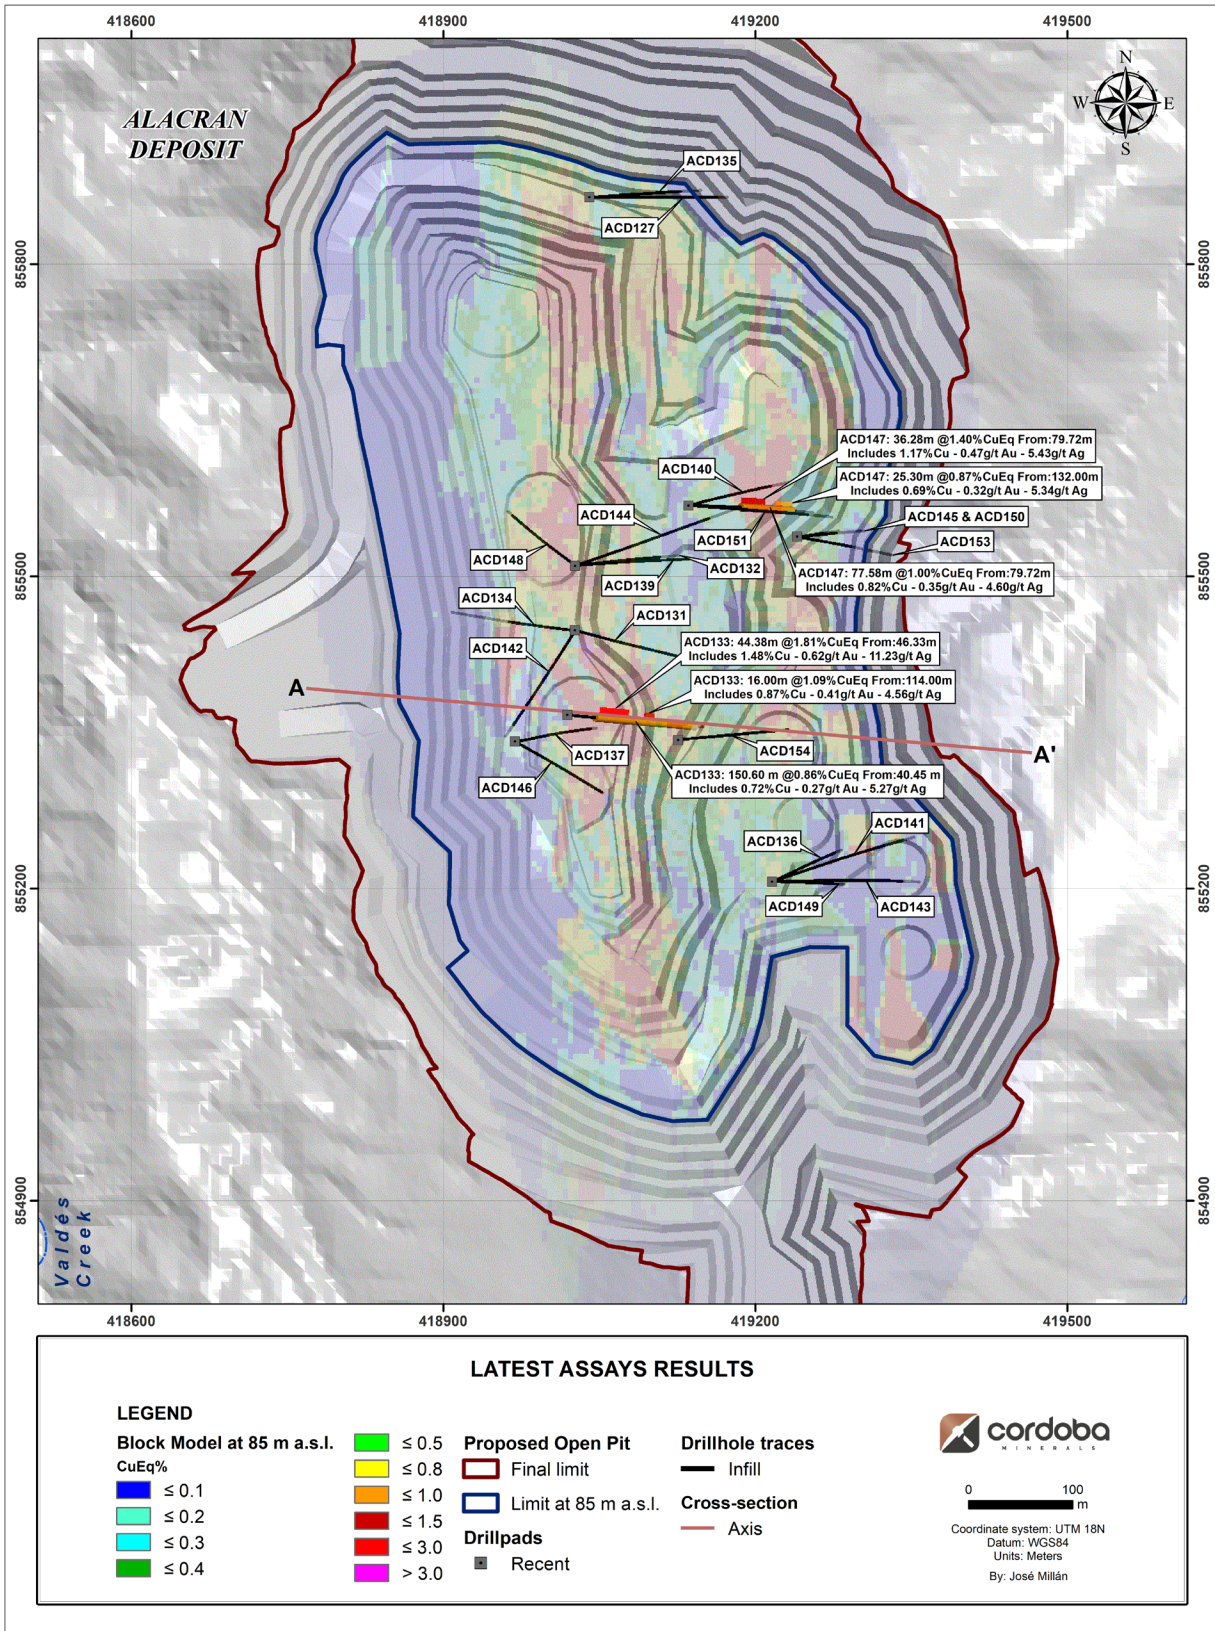 418600
418900
419200
419500
N
W
E
S
ALACRAN
DEPOSIT
ACD135
ACD127
855800
855800
ACD147: 36.28m @1.40%CuEq From:79.72m
Includes 1.17%Cu - 0.47g/t Au - 5.43g/t Ag
ACD140
ACD147: 25.30m @0.87%CuEq From:132.00m
Includes 0.69%Cu - 0.32g/t Au - 5.34g/t Ag
ACD144
ACD145 & ACD150
ACD151
ACD153
ACD148
ACD132
ACD139
855500
855500
ACD147: 77.58m @1.00%CuEq From:79.72m
Includes 0.82%Cu - 0.35g/t Au - 4.60g/t Ag
ACD134
ACD131
ACD142
ACD133: 44.38m @1.81%CuEq From:46.33m
Includes 1.48%Cu - 0.62g/t Au - 11.23g/t Ag
A
ACD133: 16.00m @1.09%CuEq From:114.00m
Includes 0.87%Cu - 0.41g/t Au - 4.56g/t Ag
ACD137
ACD154
A'
ACD146
ACD133: 150.60 m @0.86%CuEq From:40.45 m
Includes 0.72%Cu - 0.27g/t Au - 5.27g/t Ag
ACD141
ACD136
855200
855200
ACD149
ACD143
854900
854900
Valdés
Creek
418600
418900
419200
419500
LATEST ASSAYS RESULTS
LEGEND
Block Model at 85 m a.s.l.
CuEq%
≤ 0.1
≤ 0.2
≤ 0.3
≤ 0.4
≤ 0.5
≤ 0.8
≤ 1.0
≤ 1.5
≤ 3.0
> 3.0
Proposed Open Pit
Final limit
Limit at 85 m a.s.l.
Drillpads
Recent
Drillhole traces
Infill
Cross-section
Axis
cordoba
MINERALS
0 100
m
Coordinate system: UTM 18N
Datum: WGS84
Units: Meters
By: José Millán